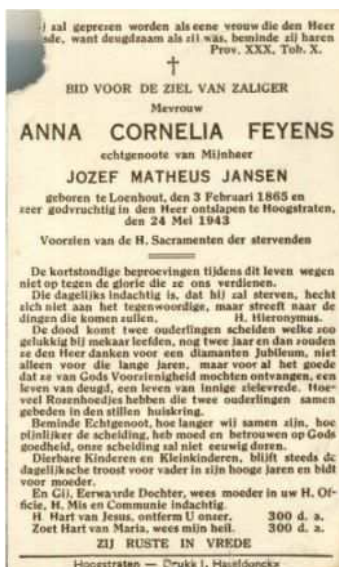 zal geprezen worden als eene vrouw die den Heer
want deugdzaam als zij was, beminde zij haren
Prov. XXX, Tob. X.
†
BID VOOR DE ZIEL VAN ZALIGER
Mevrouw
ANNA CORNELIA FEYENS
echtgenoote van Mijnheer
JOZEF MATHEUS JANSEN
geboren te Loenhout, den 3 Februari 1865 en
zeer godvruchtig in den Heer ontslapen te Hoogstraten,
den 24 Mei 1943
Voorzien van de H. Sacramenten der stervenden
De kortstondige beproevingen tijdens dit leven wegen
niet op tegen de glorie die ze ons verdienen.
Die dagelijks indachtig is, dat hij zal sterven, hecht
zich niet aan het tegenwoordige, maar streeft naar de
dingen die komen zullen. H. Hieronymus.
De dood komt twee ouderlingen scheiden welke zoo
gelukkig bij mekaar leefden, nog twee jaar en dan zouden
ze den Heer danken voor een diamanten Jubileum, niet
alleen voor die lange jaren, maar voor al het goede
dat ze van Gods Voorzienigheid mochten ontvangen, een
leven van deugd, een leven van innige zielevrede. Hoe-
veel Rozenhoedjes hebben die twee ouderlingen samen
gebeden in den stillen huiskring.
Beminde Echtgenoot, hoe langer wij samen zijn, hoe
pijnlijker de scheiding, heb moed en betrouwen op Gods
goedheid, onze scheiding zal niet eeuwig duren.
Dierbare Kinderen en Kleinkinderen, blijft steeds de
dagelijksche troost voor vader in zijn hooge jaren en bidt
voor moeder.
En Gij, Eerwaarde Dochter, wees moeder in uw H. Of-
ficie, H. Mis en Communie indachtig.
H. Hart van Jesus, ontferm U onzer. 300 d. a.
Zoet Hart van Maria, wees mijn heil. 300 d. a.
ZIJ RUSTE IN VREDE
Hoogstraten — Drukk.